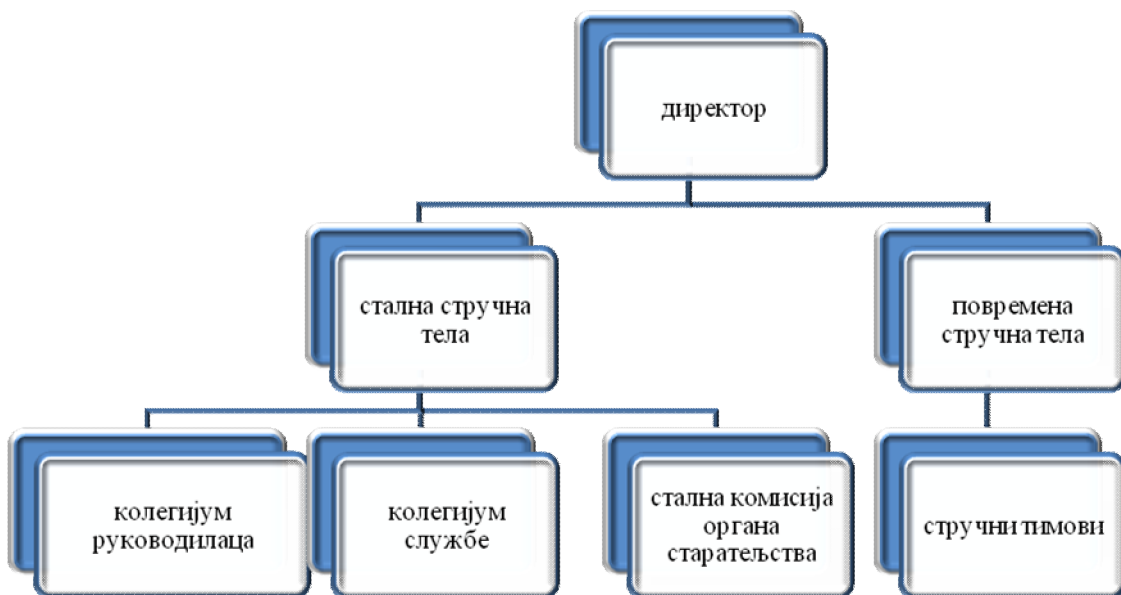 директор
стална стручна
тела
повремена
стручна тела
колегијум
руководилаца
колегијум
службе
стална комисија
органа
старатељства
стручни тимови